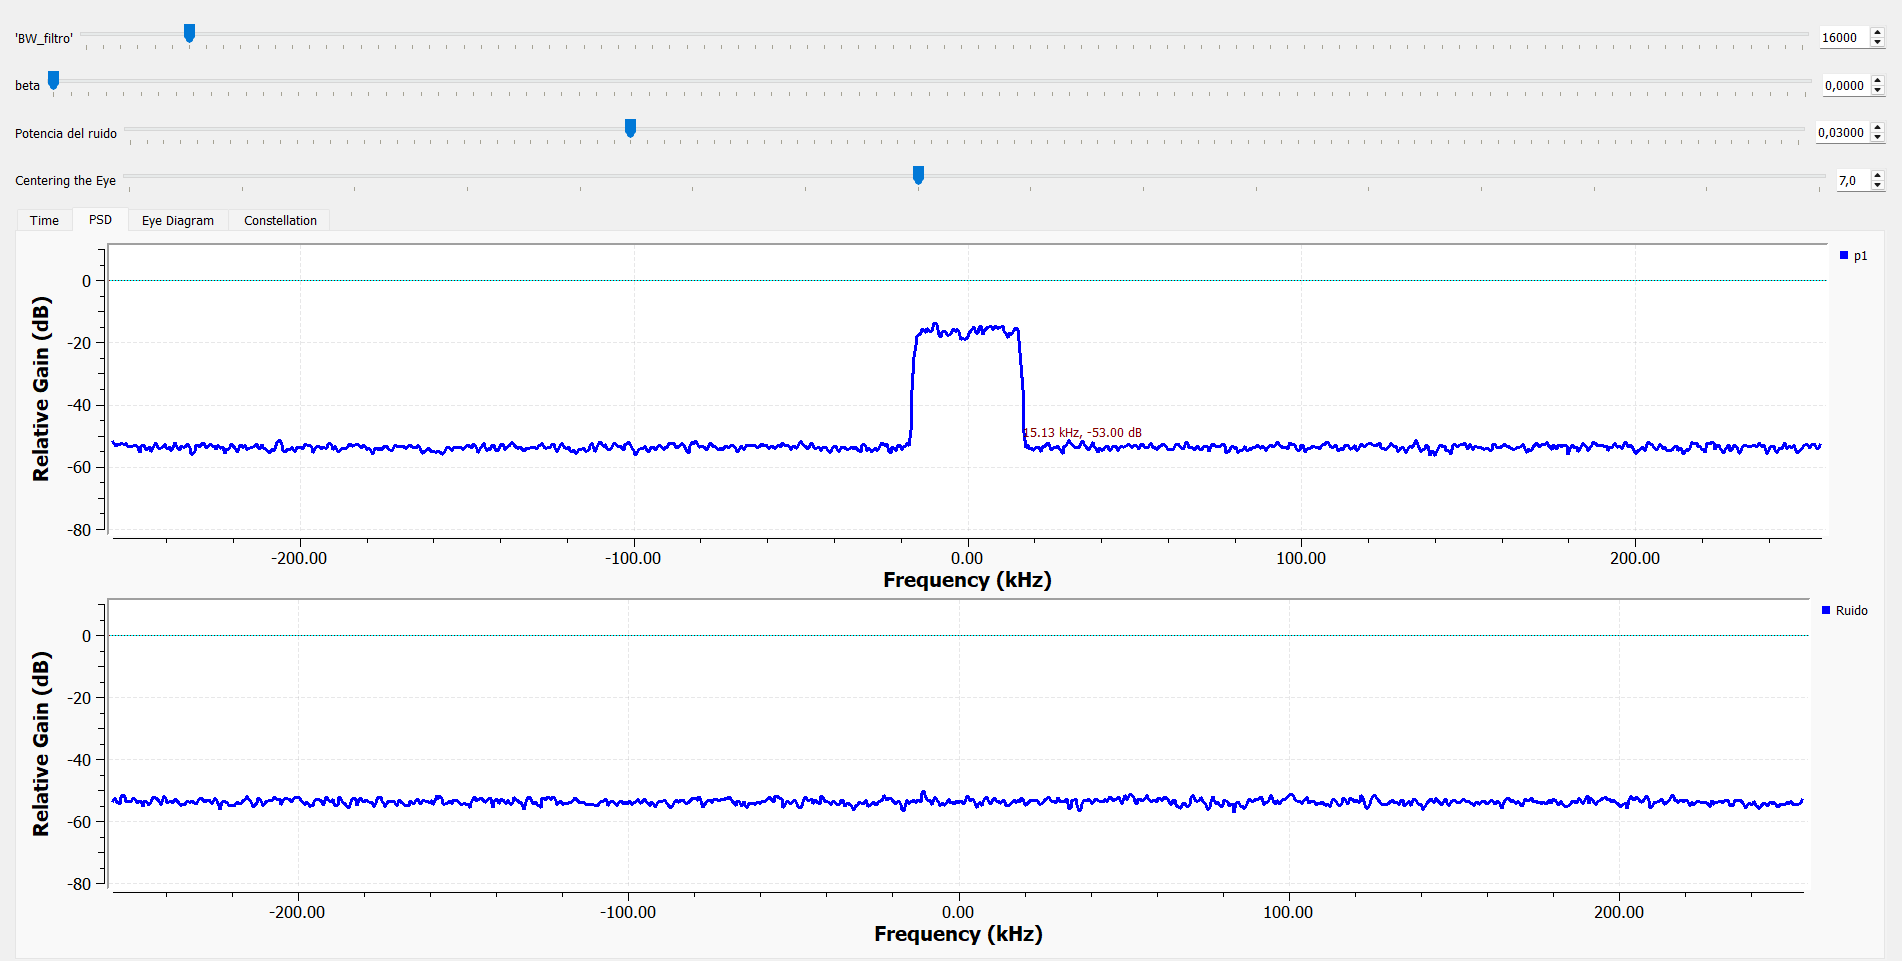 'BW_filtro' 16000
beta 0,0000
Potencia del ruido 0,03000
Centering the Eye 7,0
Time PSD Eye Diagram Constellation
p1
0
-20
-40
-60
-80
Relative Gain (dB)
15.13 kHz, -53.00 dB
-200.00 -100.00 0.00 100.00 200.00
Frequency (kHz)
Ruido
0
-20
-40
-60
-80
Relative Gain (dB)
-200.00 -100.00 0.00 100.00 200.00
Frequency (kHz)